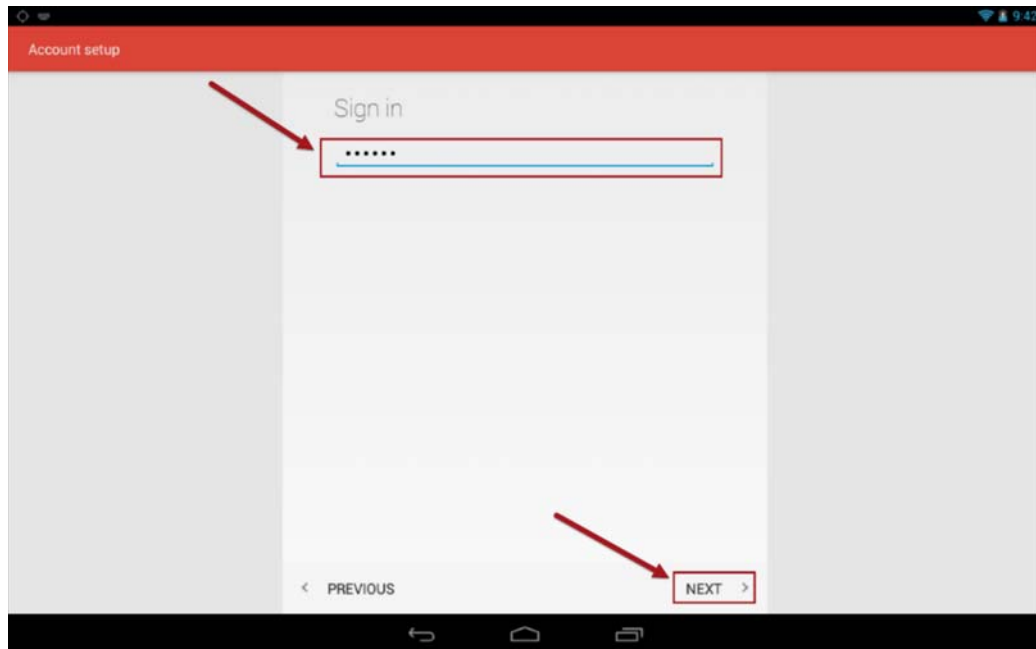 9:42
Account setup
Sign in
••••••
PREVIOUS
NEXT